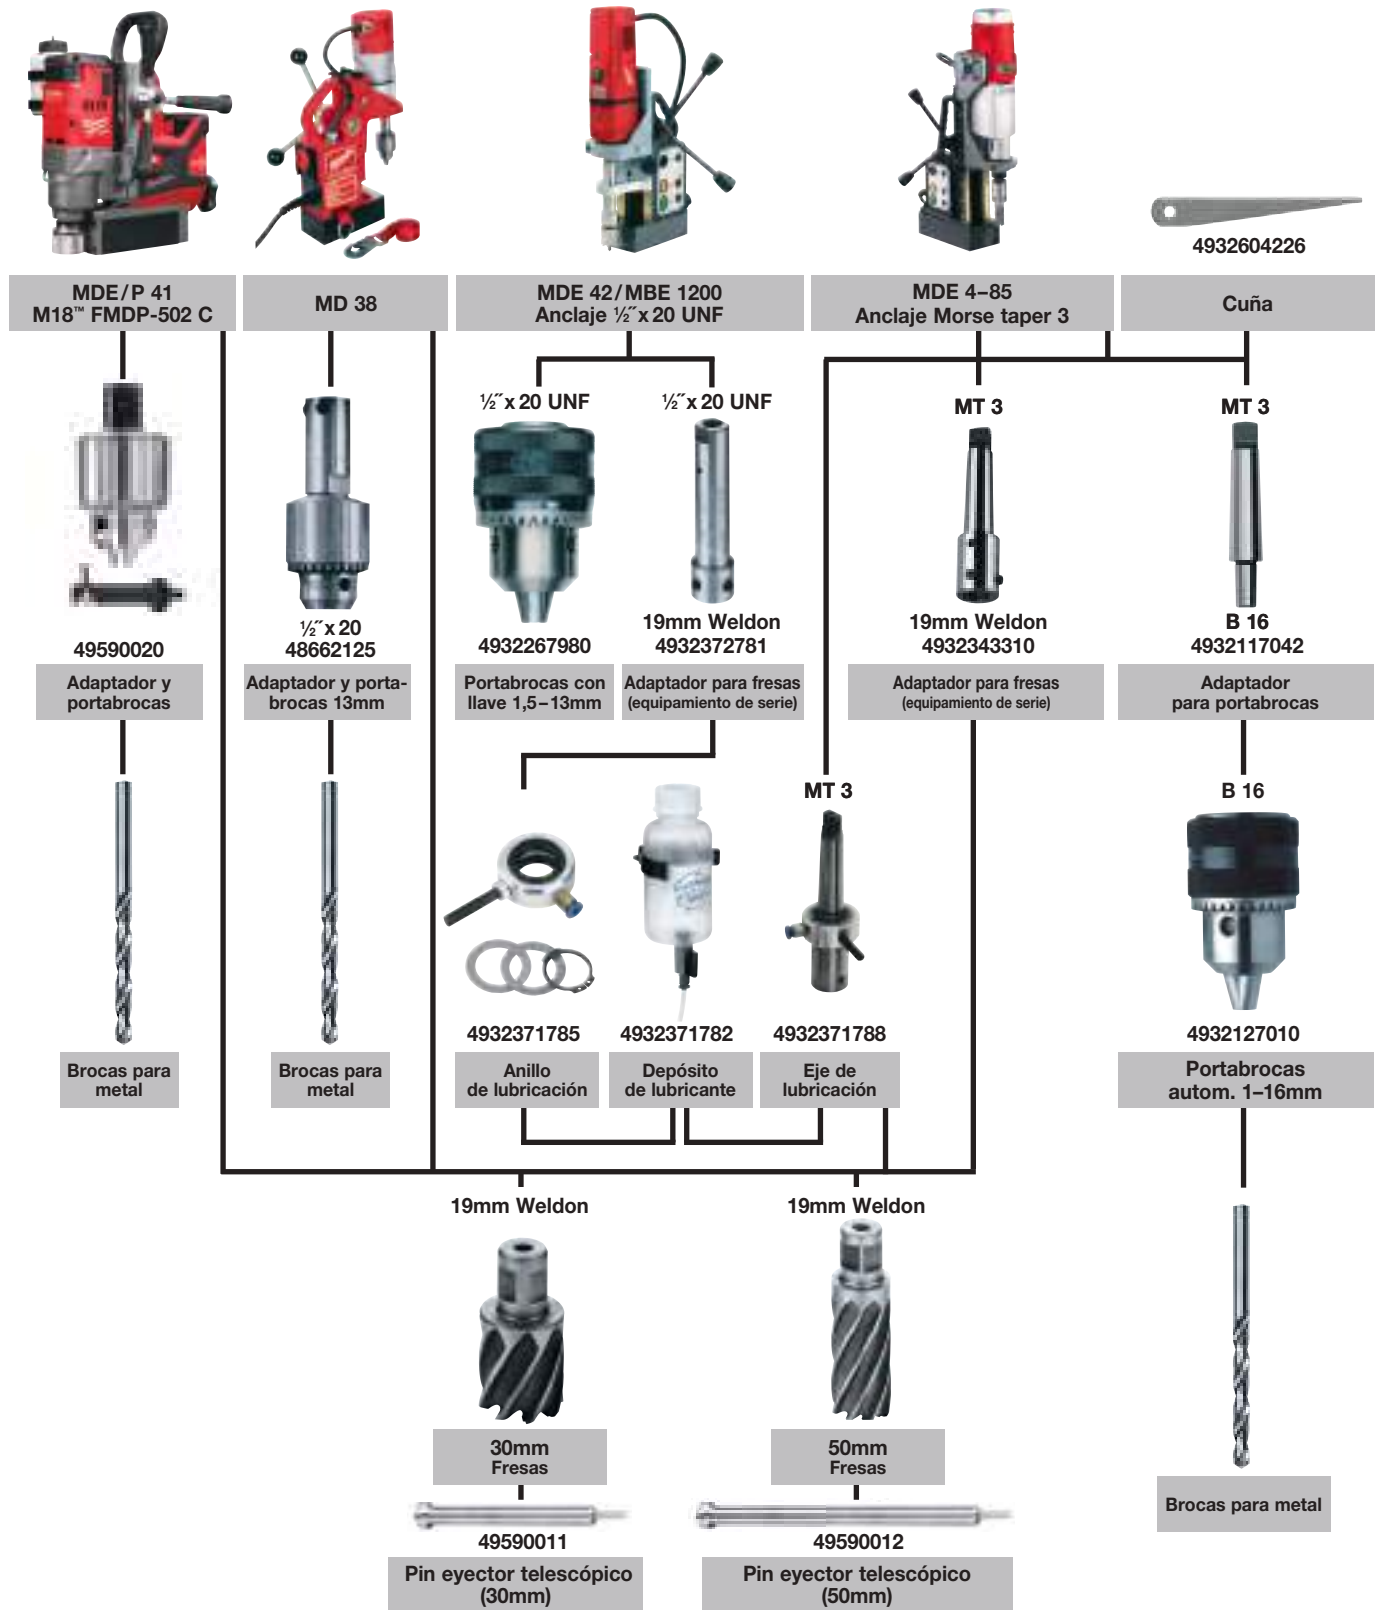 4932604226
MDE/P 41
M18™ FMDP-502 C
MD 38
MDE 42/MBE 1200
Anclaje ½˝x 20 UNF
MDE 4–85
Anclaje Morse taper 3
Cuña
½˝x 20 UNF
½˝x 20 UNF
MT 3
MT 3
½˝x 20
19mm Weldon
19mm Weldon
B 16
49590020
48662125
4932267980
4932372781
4932343310
4932117042
Adaptador y
portabrocas
Adaptador y porta-
brocas 13mm
Portabrocas con
llave 1,5–13mm
Adaptador para fresas
(equipamiento de serie)
Adaptador para fresas
(equipamiento de serie)
Adaptador
para portabrocas
MT 3
B 16
4932371785
4932371782
4932371788
4932127010
Brocas para
metal
Brocas para
metal
Anillo
de lubricación
Depósito
de lubricante
Eje de
lubricación
Portabrocas
autom. 1–16mm
19mm Weldon
19mm Weldon
30mm
Fresas
50mm
Fresas
Brocas para metal
49590011
49590012
Pin eyector telescópico
(30mm)
Pin eyector telescópico
(50mm)